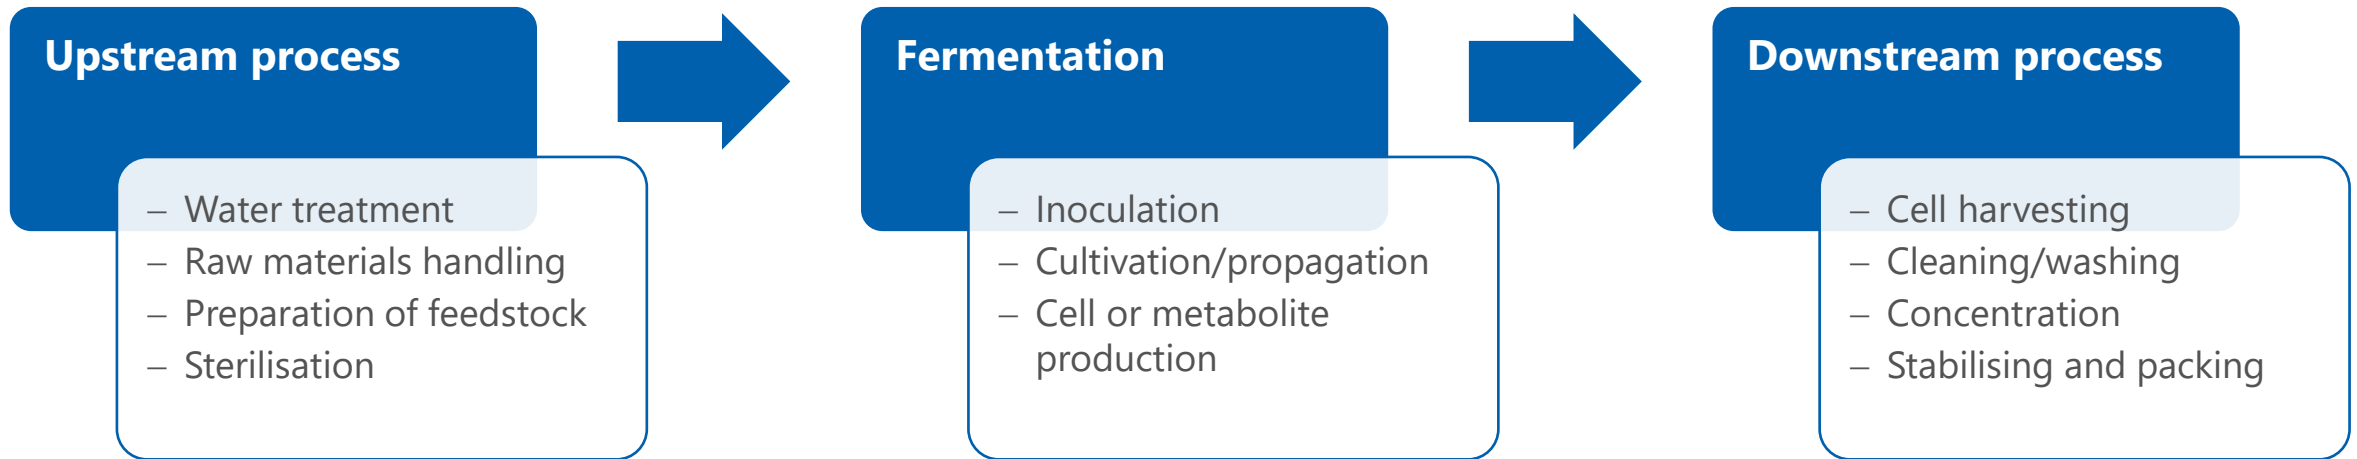 Upstream process
– Water treatment
– Raw materials handling
– Preparation of feedstock
– Sterilisation
Fermentation
– Inoculation
– Cultivation/propagation
– Cell or metabolite
production
Downstream process
– Cell harvesting
– Cleaning/washing
– Concentration
– Stabilising and packing